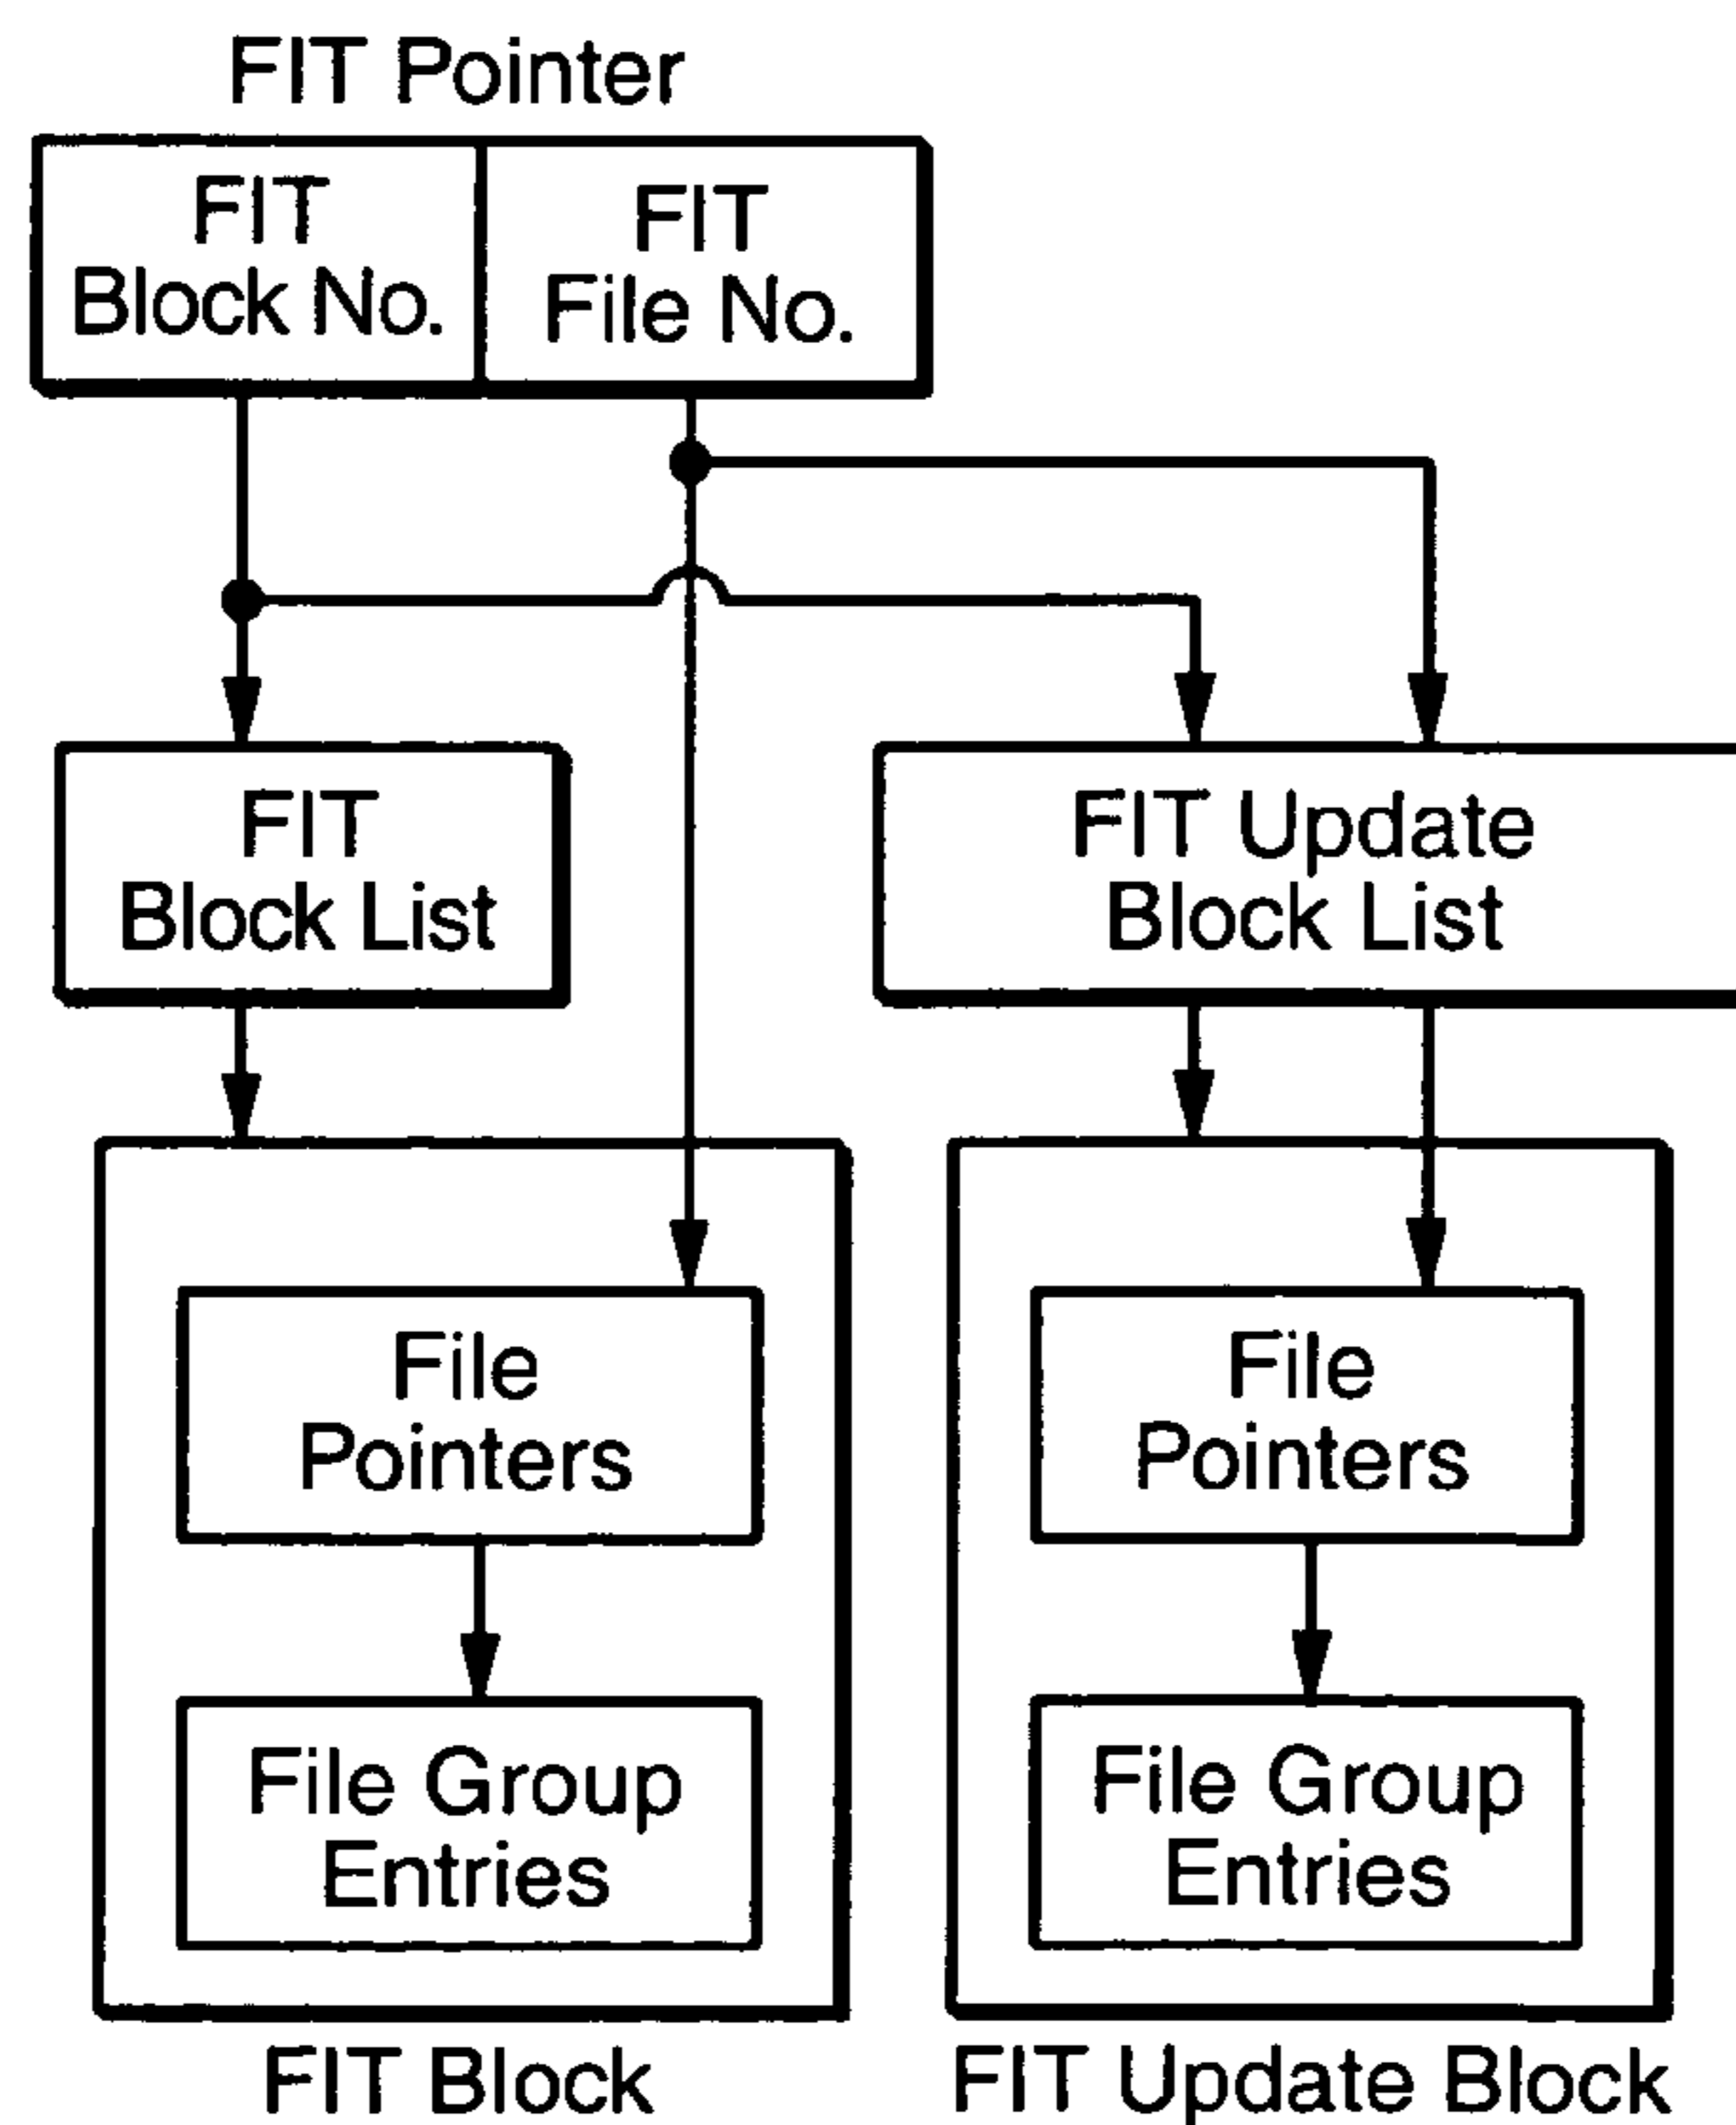 FIT Pointer
FIT
Block No.
FIT
File No.
FIT
Block List
FIT Update
Block List
File
Pointers
File Group
Entries
FIT Block
File
Pointers
File Group
Entries
FIT Update Block